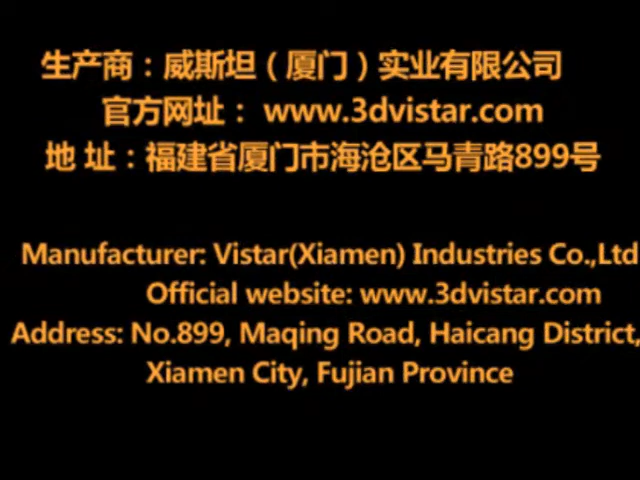 生产商：威斯坦（厦门）实业有限公司
官方网址： www.3dvistar.com
地 址：福建省厦门市海沧区马青路899号
Manufacturer: Vistar(Xiamen) Industries Co.,Ltd
Official website: www.3dvistar.com
Address: No.899, Maqing Road, Haicang District,
Xiamen City, Fujian Province